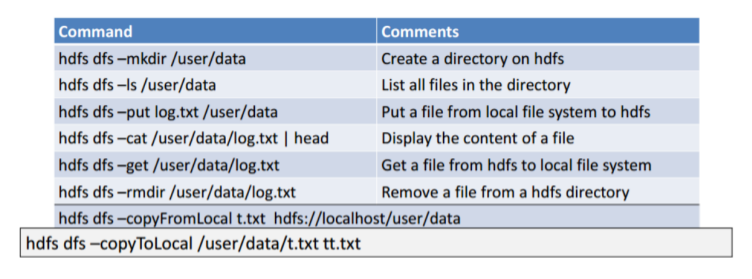 Command Comments
hdfs dfs –mkdir /user/data Create a directory on hdfs
hdfs dfs –ls /user/data List all files in the directory
hdfs dfs –put log.txt /user/data Put a file from local file system to hdfs
hdfs dfs –cat /user/data/log.txt | head Display the content of a file
hdfs dfs –get /user/data/log.txt Get a file from hdfs to local file system
hdfs dfs –rmdir /user/data/log.txt Remove a file from a hdfs directory
hdfs dfs –copyFromLocal t.txt hdfs://localhost/user/data
hdfs dfs –copyToLocal /user/data/t.txt tt.txt